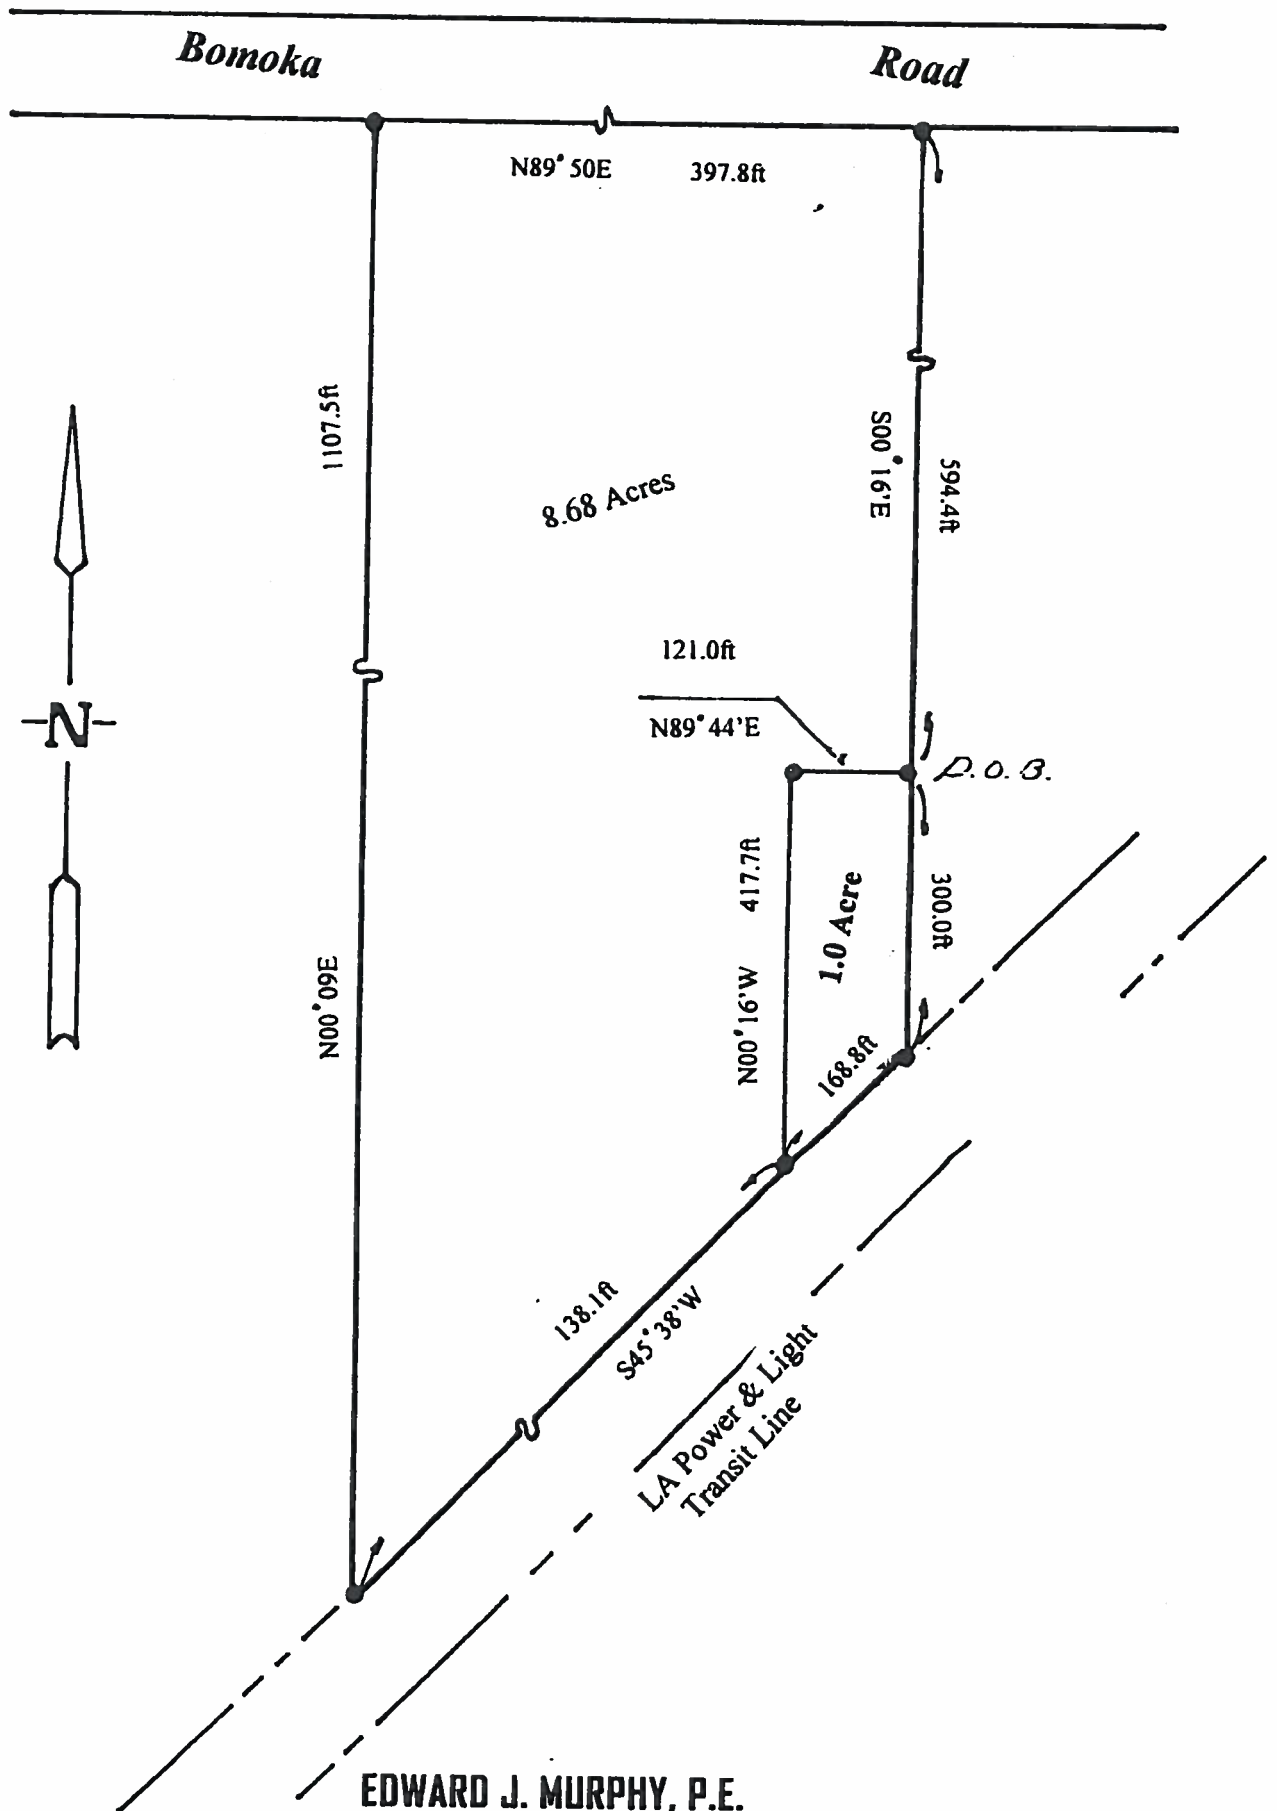 Bomoka Road
N89°50E 397.8ft
1107.5ft
N00°09E
S00°16'E
594.4ft
8.68 Acres
121.0ft
N89°44'E
P.O.B.
417.7ft
N00°16'W
1.0 Acre
300.0ft
168.8ft
N
138.1ft
S45°38'W
LA Power & Light
Transit Line
EDWARD J. MURPHY, P.E.